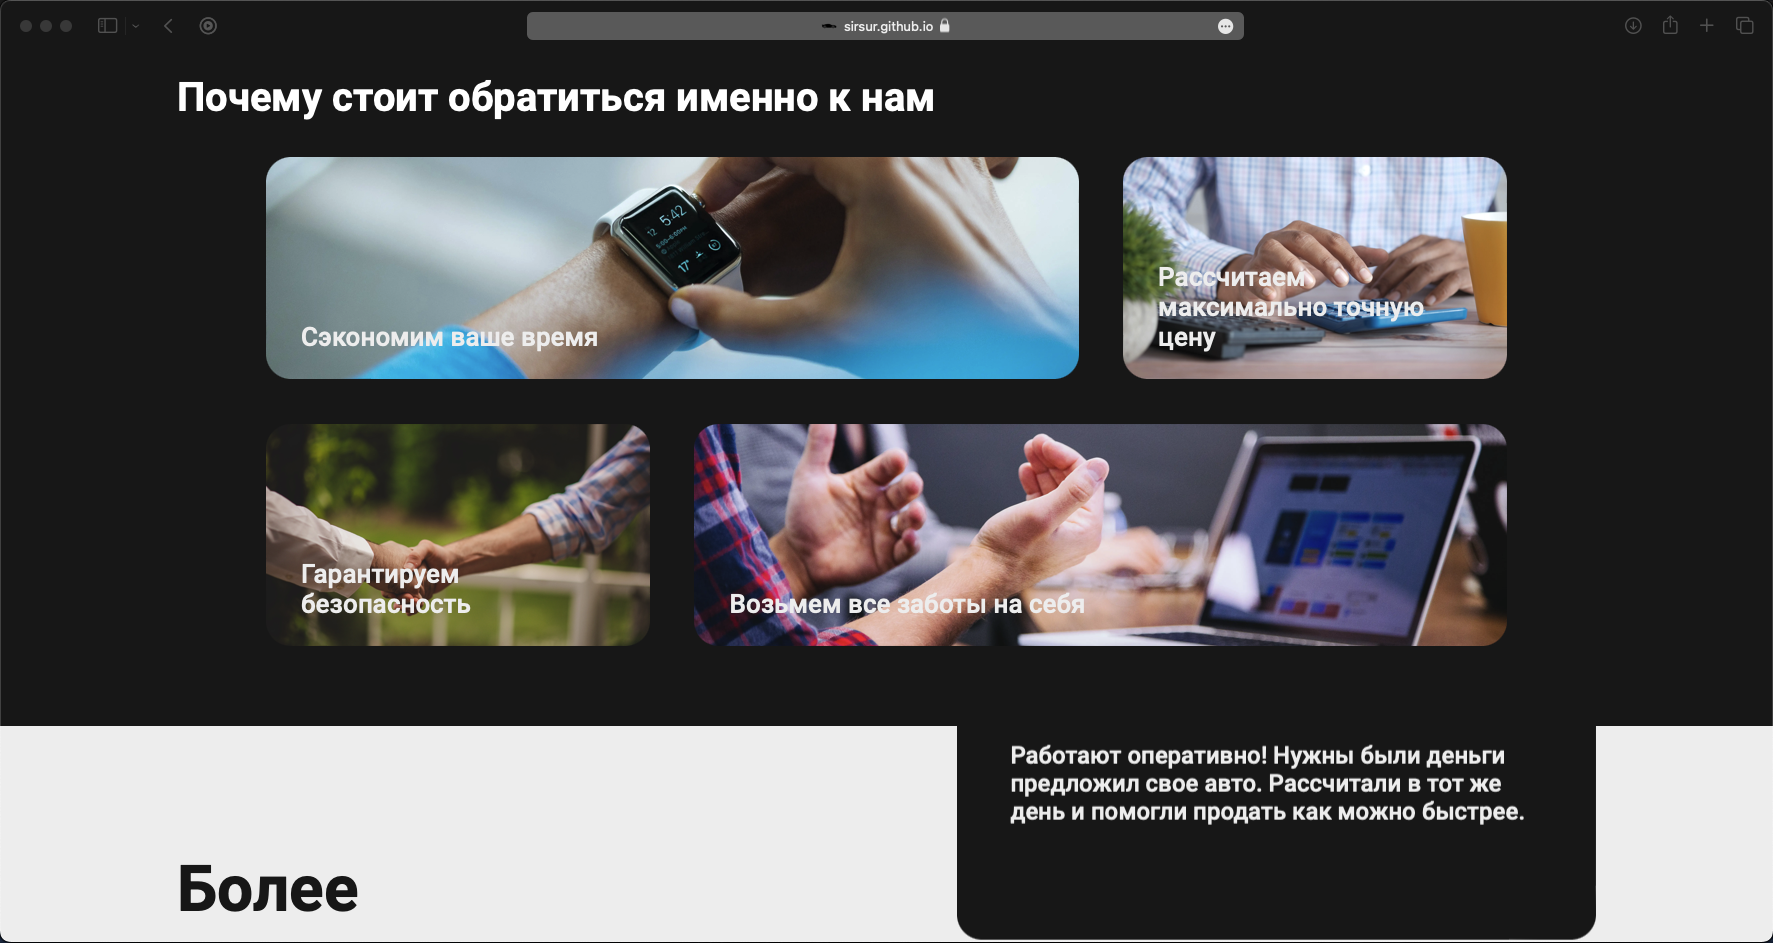 sirsur.github.io
Почему стоит обратиться именно к нам
5:42
12
17°
Сэкономим ваше время
Рассчитаем
максимально точную
цену
Гарантируем
безопасность
Возьмем все заботы на себя
Работают оперативно! Нужны были деньги
предложил свое авто. Рассчитали в тот же
день и помогли продать как можно быстрее.
Более